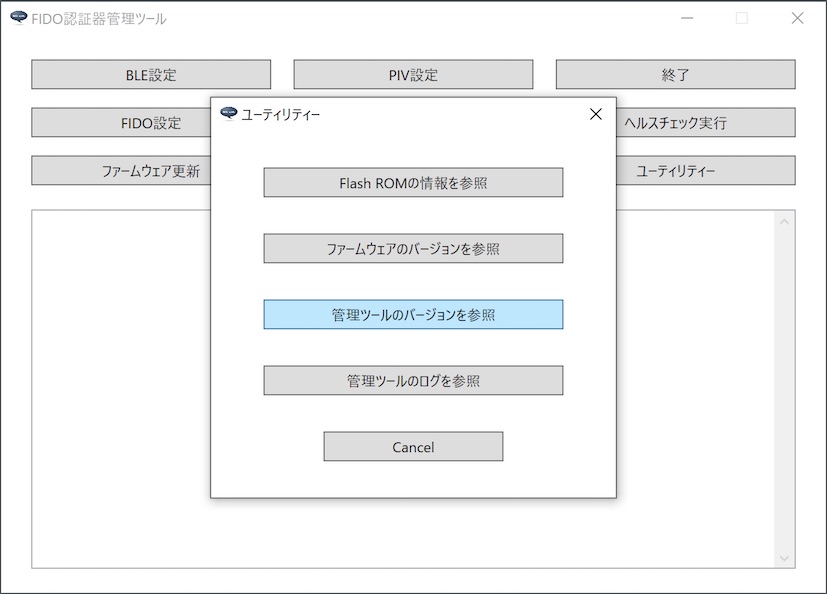 FIDO認証器管理ツール
BLE設定
PIV設定
終了
FIDO設定
ヘルスチェック実行
ファームウェア更新
ユーティリティー
ユーティリティー
Flash ROMの情報を参照
ファームウェアのバージョンを参照
管理ツールのバージョンを参照
管理ツールのログを参照
Cancel